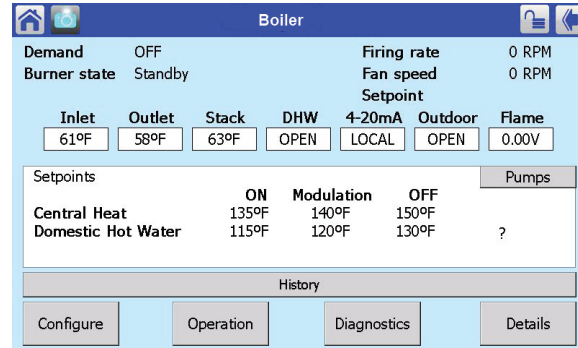 Boiler
Demand OFF Firing rate 0 RPM
Burner state Standby Fan speed 0 RPM
Setpoint
Inlet Outlet Stack DHW 4-20mA Outdoor Flame
61ºF 58ºF 63ºF OPEN LOCAL OPEN 0.00V
Setpoints Pumps
ON Modulation OFF
Central Heat 135ºF 140ºF 150ºF
Domestic Hot Water 115ºF 120ºF 130ºF ?
History
Configure Operation Diagnostics Details